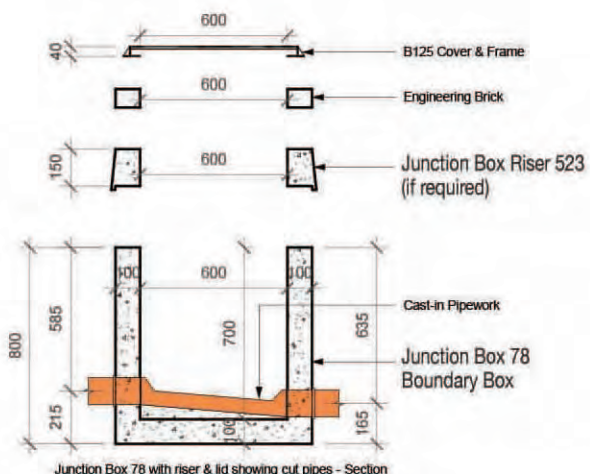 600
40
B125 Cover & Frame
600
Engineering Brick
150
600
Junction Box Riser 523
(if required)
100
600
100
800
585
700
635
Cast-in Pipework
Junction Box 78
Boundary Box
215
100
165
Junction Box 78 with riser & lid showing cut pipes - Section